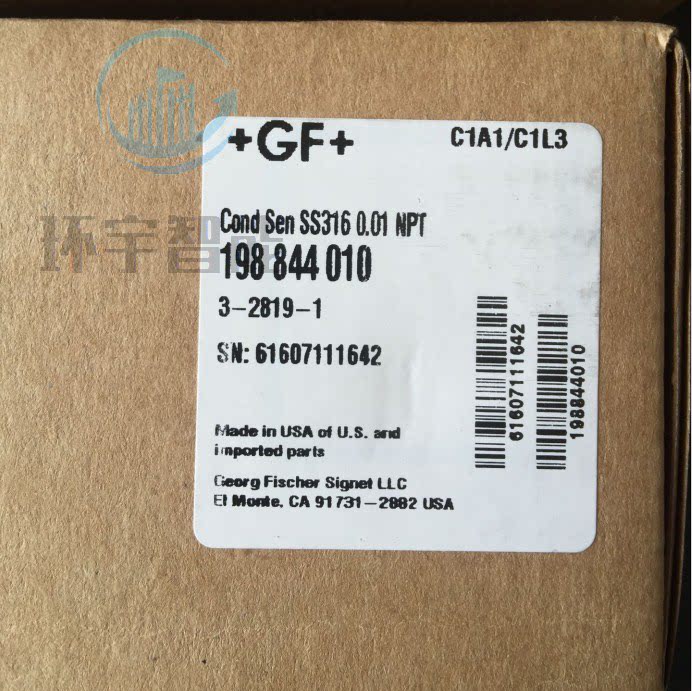 +GF+
C1A1/C1L3
环宇智能
Cond Sen SS316 0.01 NPT
198 844 010
3-2819-1
SN: 61607111642
61607111642
198844010
Made in USA of U.S. and
imported parts
Georg Fischer Signet LLC
El Monte, CA 91731-2882 USA